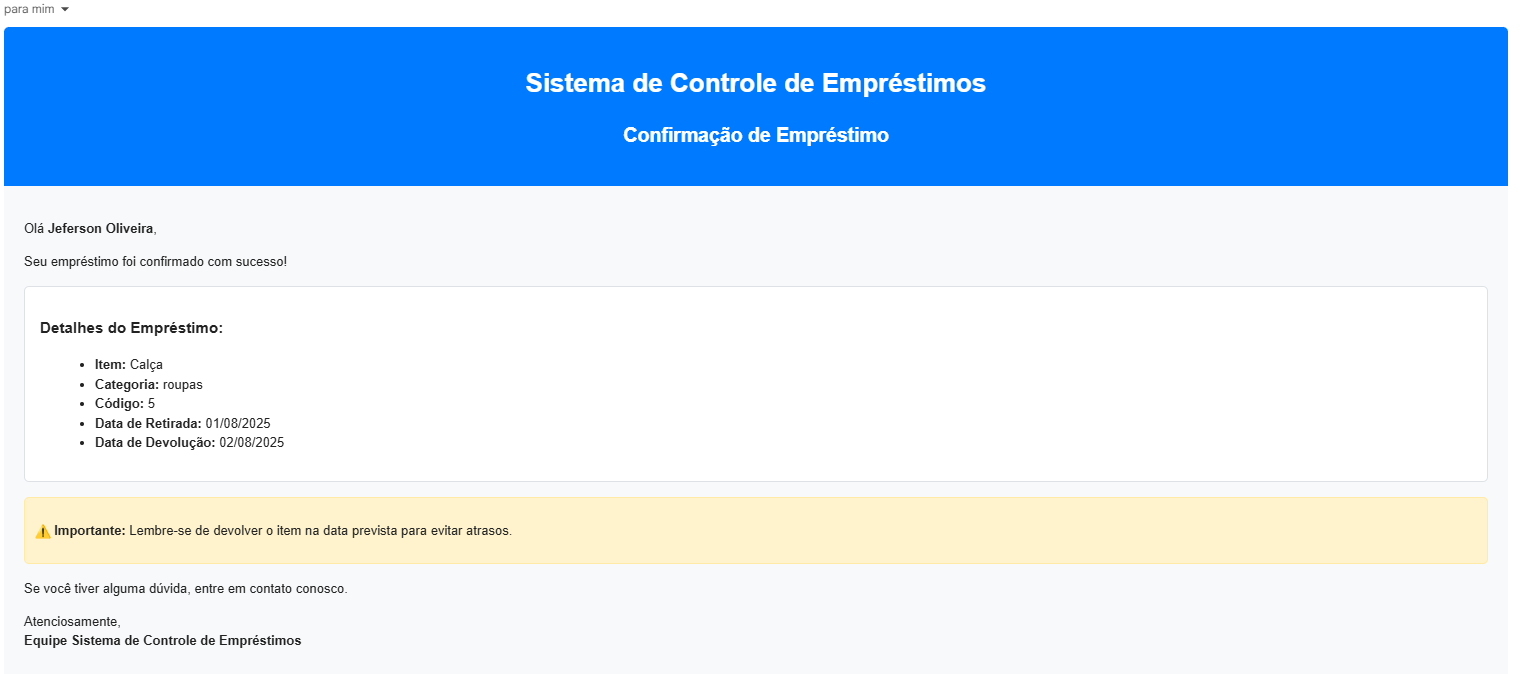 para mim
Sistema de Controle de Empréstimos
Confirmação de Empréstimo
Olá Jeferson Oliveira,
Seu empréstimo foi confirmado com sucesso!
Detalhes do Empréstimo:
• Item: Calça
• Categoria: roupas
• Código: 5
• Data de Retirada: 01/08/2025
• Data de Devolução: 02/08/2025
⚠️ Importante: Lembre-se de devolver o item na data prevista para evitar atrasos.
Se você tiver alguma dúvida, entre em contato conosco.
Atenciosamente,
Equipe Sistema de Controle de Empréstimos